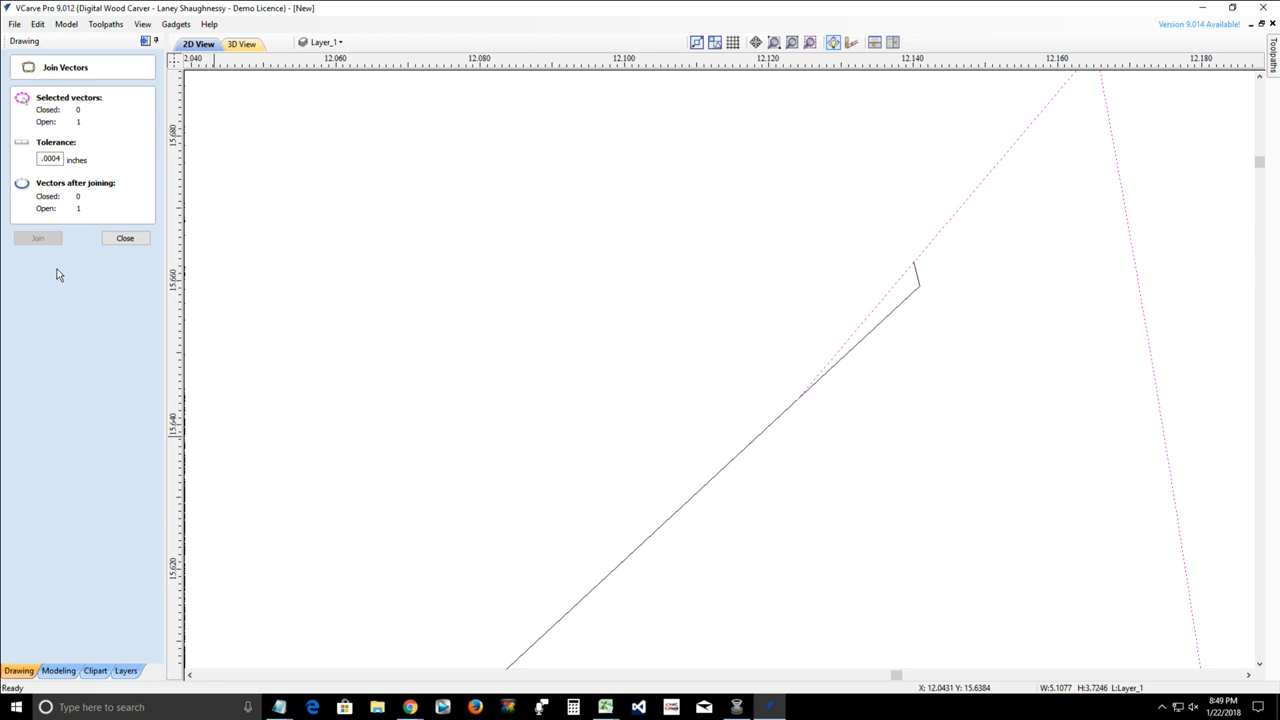 VCarve Pro 9.012 {Digital Wood Carver - Laney Shaughnessy - Demo Licence} - [New]
File Edit Model Toolpaths View Gadgets Help Version 9.014 Available!
Drawing
2D View 3D View Layer_1
Toolpaths
2.040 12.060 12.080 12.100 12.120 12.140 12.160 12.180
Join Vectors
Selected vectors:
Closed: 0
Open: 1
Tolerance:
.0004 inches
Vectors after joining:
Closed: 0
Open: 1
Join Close
15.680
15.660
15.640
15.620
Drawing Modeling Clipart Layers
Ready X: 12.0431 Y: 15.6384 W:5.1077 H:3.7246 L:Layer_1
Type here to search
8:49 PM
1/22/2018